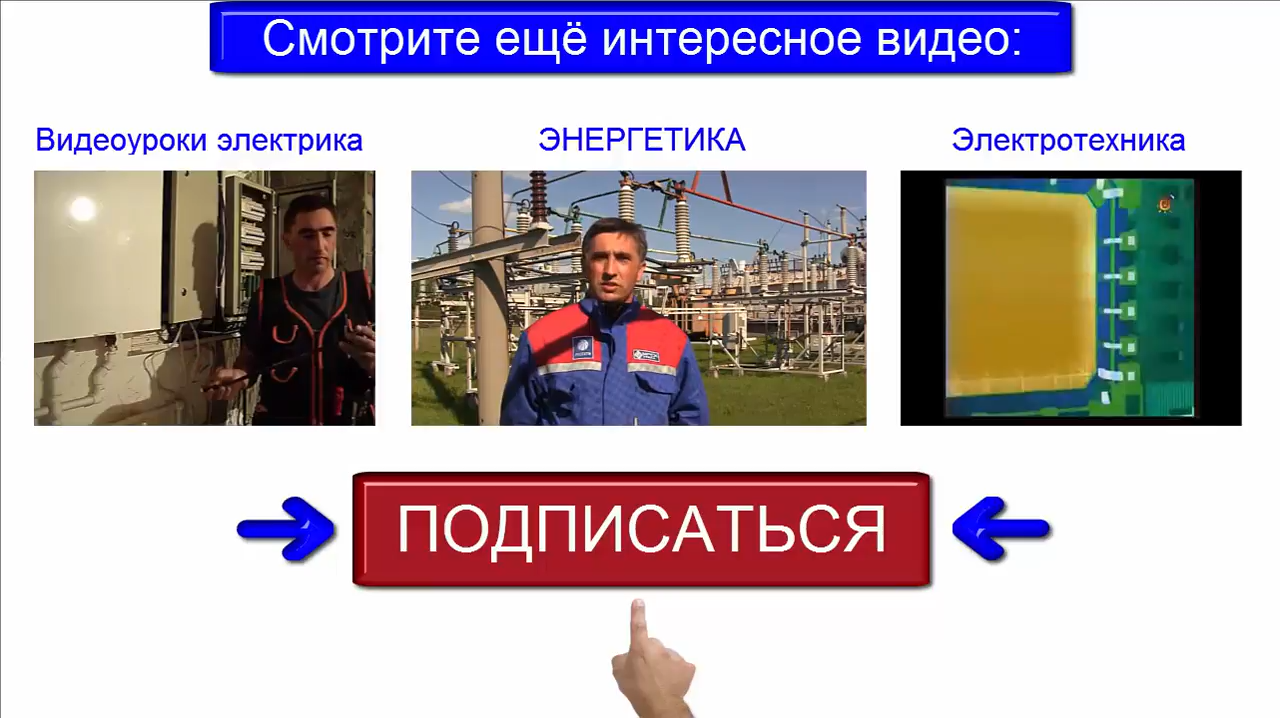 Смотрите ещё интересное видео:
Видеоуроки электрика
ЭНЕРГЕТИКА
Электротехника
ПОДПИСАТЬСЯ